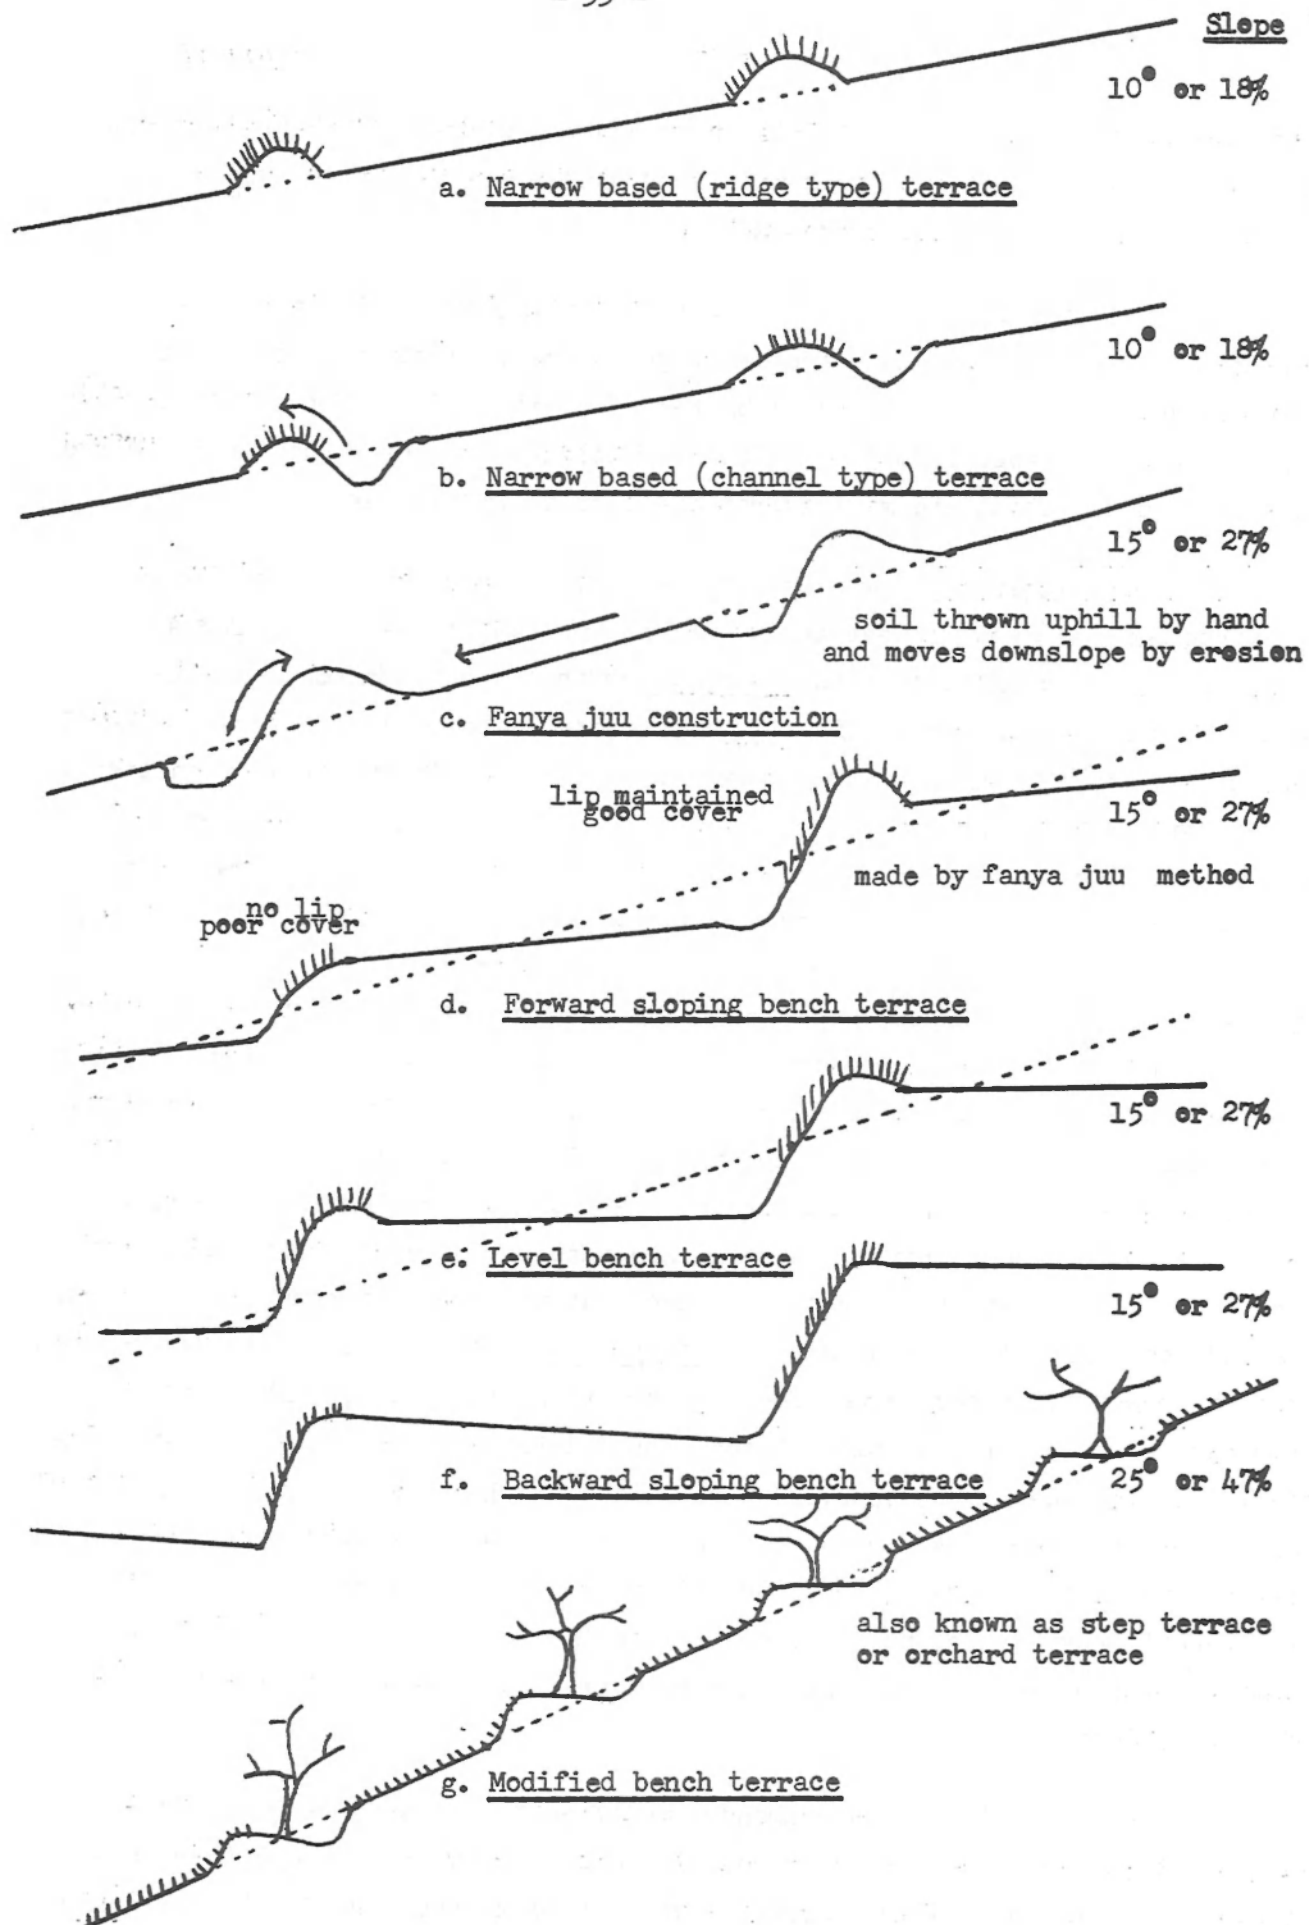 Slope
10° or 18%
a. Narrow based (ridge type) terrace
10° or 18%
b. Narrow based (channel type) terrace
15° or 27%
soil thrown uphill by hand
and moves downslope by erosion
c. Fanya juu construction
lip maintained
good cover
15° or 27%
made by fanya juu method
no lip
poor cover
d. Forward sloping bench terrace
15° or 27%
e. Level bench terrace
15° or 27%
f. Backward sloping bench terrace
25° or 47%
also known as step terrace
or orchard terrace
g. Modified bench terrace